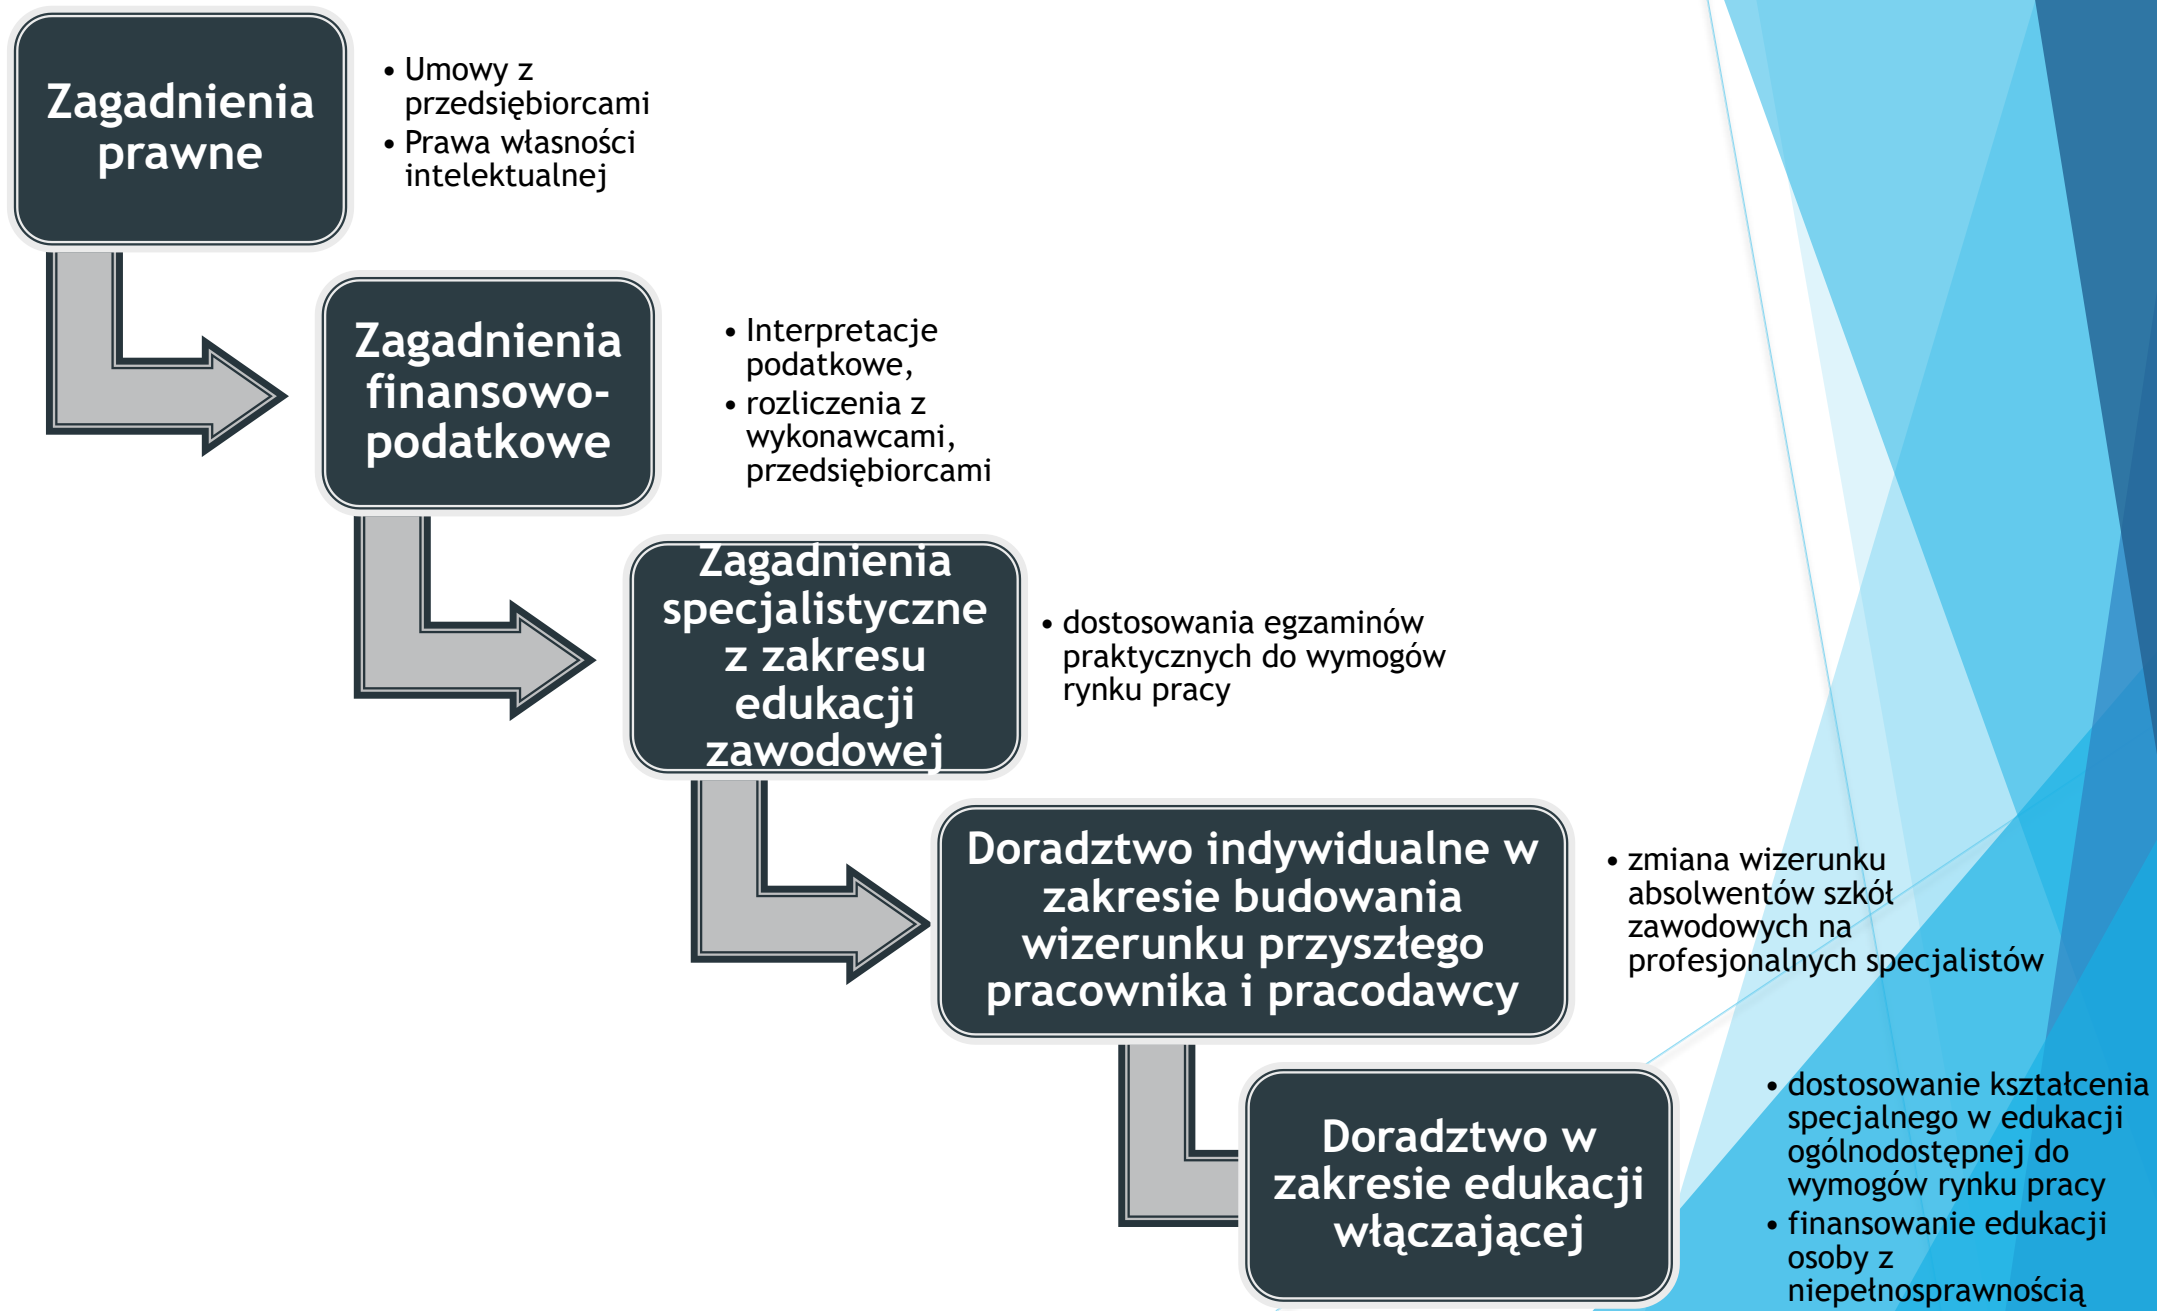 Zagadnienia
prawne
• Umowy z
przedsiębiorcami
• Prawa własności
intelektualnej
Zagadnienia
finansowo-
podatkowe
• Interpretacje
podatkowe,
• rozliczenia z
wykonawcami,
przedsiębiorcami
Zagadnienia
specjalistyczne
z zakresu
edukacji
zawodowej
• dostosowania egzaminów
praktycznych do wymogów
rynku pracy
Doradztwo indywidualne w
zakresie budowania
wizerunku przyszłego
pracownika i pracodawcy
• zmiana wizerunku
absolwentów szkół
zawodowych na
profesjonalnych specjalistów
Doradztwo w
zakresie edukacji
włączającej
• dostosowanie kształcenia
specjalnego w edukacji
ogólnodostępnej do
wymogów rynku pracy
• finansowanie edukacji
osoby z
niepełnosprawnością